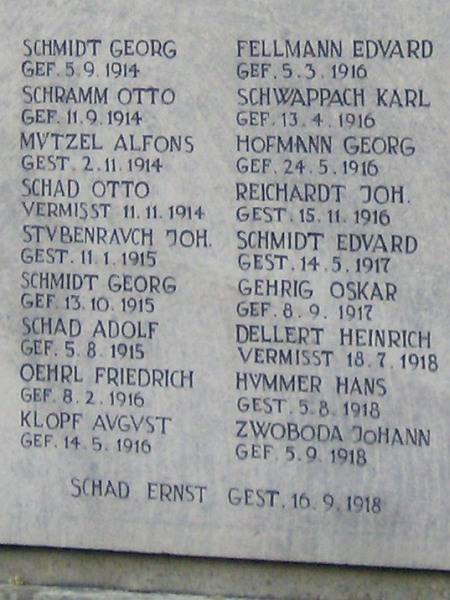 SCHMIDT GEORG
GEF. 5.9.1914
SCHRAMM OTTO
GEF. 11.9.1914
MVTZEL ALFONS
GEST. 2.11.1914
SCHAD OTTO
VERMISST 11.11.1914
STVBENRAVCH JOH.
GEST. 11.1.1915
SCHMIDT GEORG
GEF. 13.10.1915
SCHAD ADOLF
GEF. 5.8.1915
OEHRL FRIEDRICH
GEF. 8.2.1916
KLOPF AVGVST
GEF. 14.5.1916
FELLMANN EDVARD
GEF. 5.3.1916
SCHWAPPACH KARL
GEF. 13.4.1916
HOFMANN GEORG
GEF. 24.5.1916
REICHARDT JOH.
GEST. 15.11.1916
SCHMIDT EDVARD
GEST. 14.5.1917
GEHRIG OSKAR
GEF. 8.9.1917
DELLERT HEINRICH
VERMISST 18.7.1918
HVMMER HANS
GEST. 5.8.1918
ZWOBODA JOHANN
GEF. 5.9.1918
SCHAD ERNST GEST. 16.9.1918